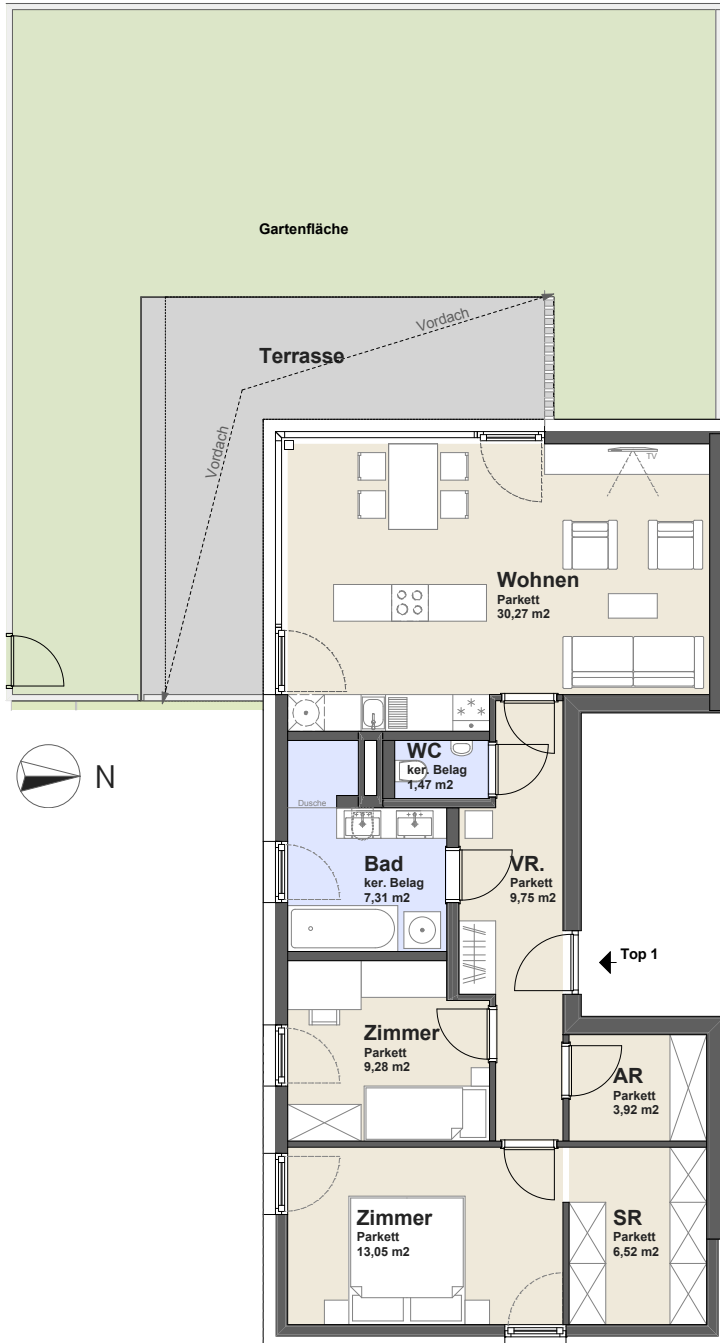 Gartenfläche
Vordach
Terrasse
Vordach
TV
Wohnen
Parkett
30,27 m2
N
WC
ker. Belag
1,47 m2
Dusche
Bad
ker. Belag
7,31 m2
VR.
Parkett
9,75 m2
Top 1
Zimmer
Parkett
9,28 m2
AR
Parkett
3,92 m2
Zimmer
Parkett
13,05 m2
SR
Parkett
6,52 m2